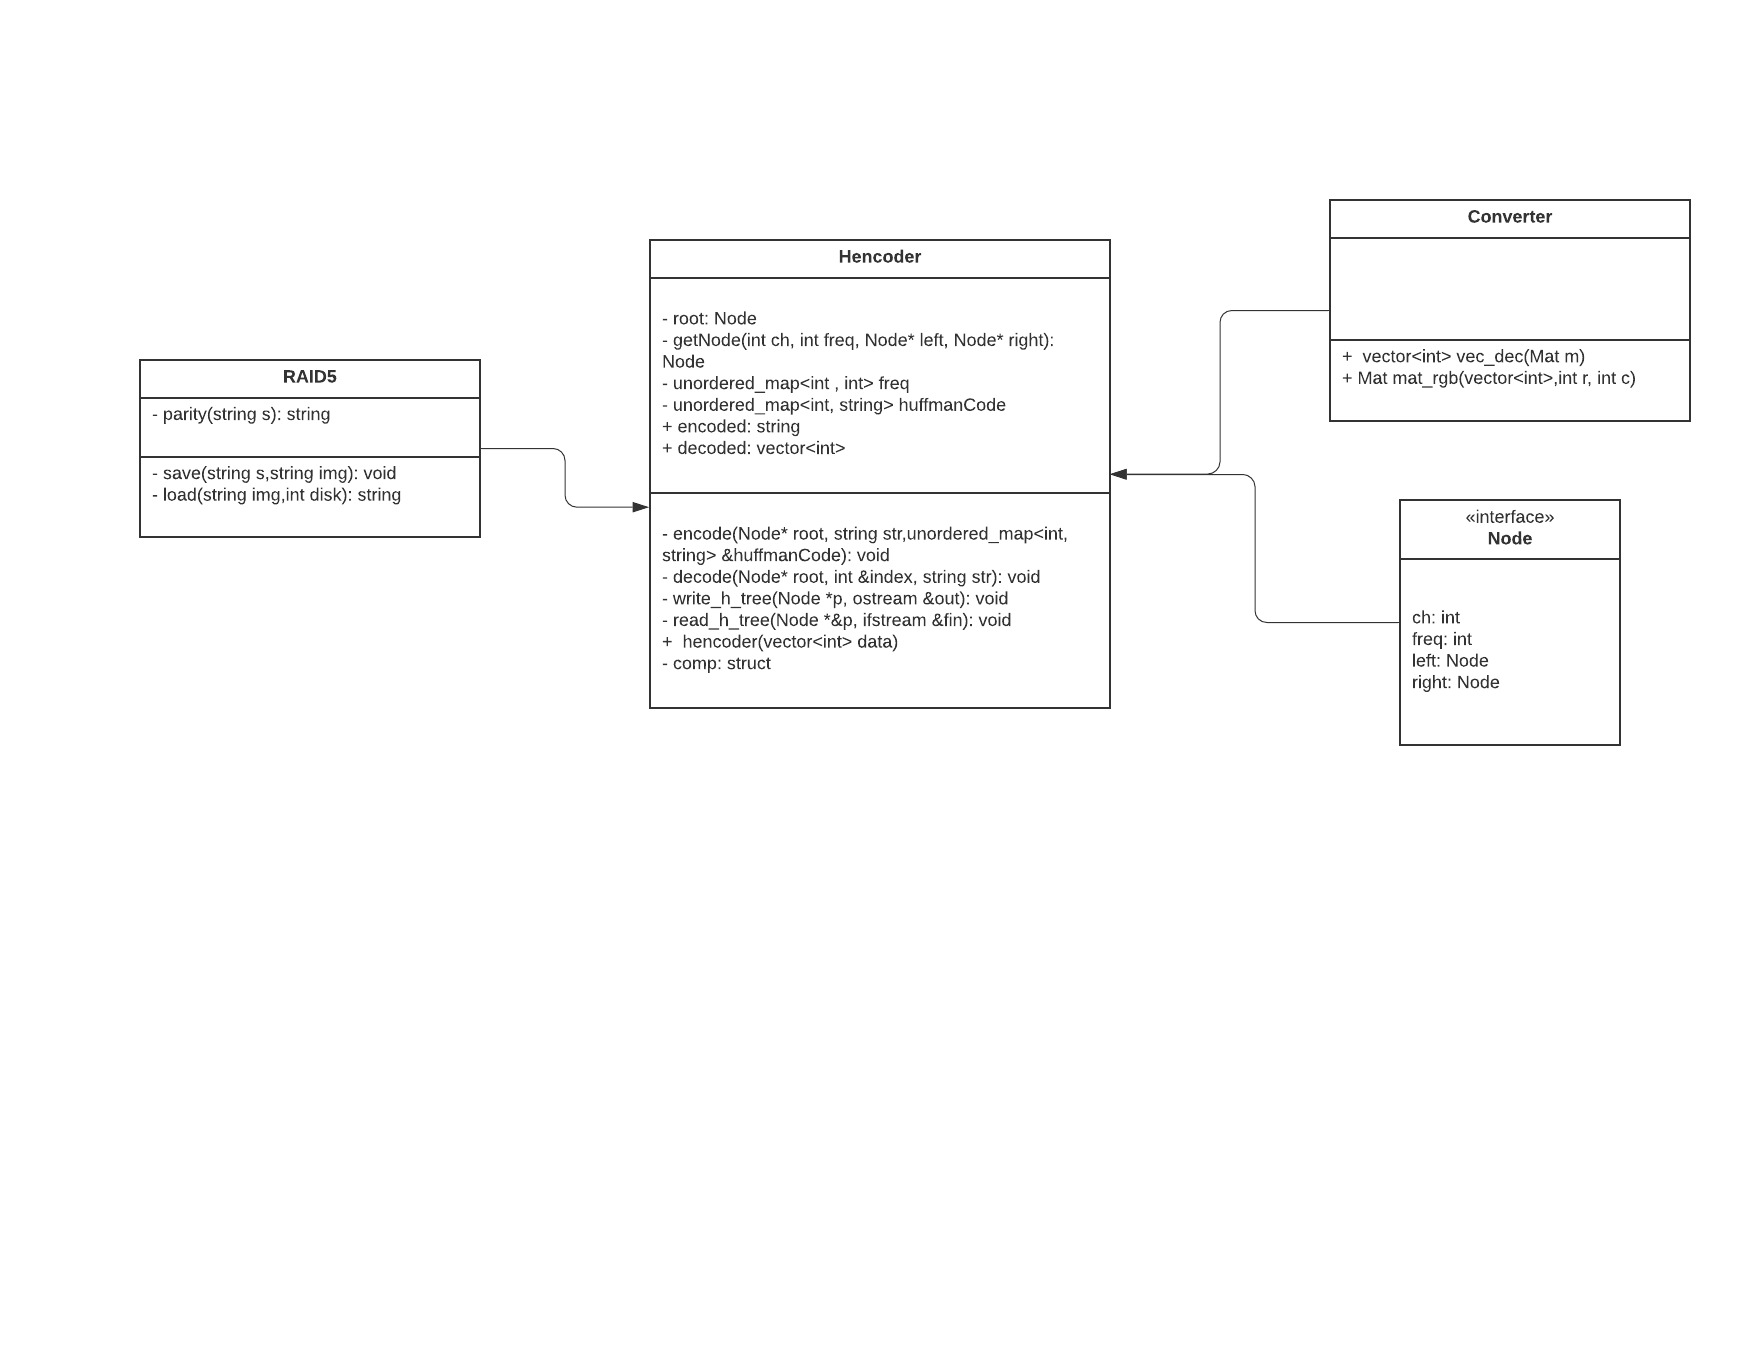 RAID5
- parity(string s): string
- save(string s,string img): void
- load(string img,int disk): string
Hencoder
- root: Node
- getNode(int ch, int freq, Node* left, Node* right):
Node
- unordered_map<int , int> freq
- unordered_map<int, string> huffmanCode
+ encoded: string
+ decoded: vector<int>
- encode(Node* root, string str,unordered_map<int,
string> &huffmanCode): void
- decode(Node* root, int &index, string str): void
- write_h_tree(Node *p, ostream &out): void
- read_h_tree(Node *&p, ifstream &fin): void
+  hencoder(vector<int> data)
- comp: struct
Converter
+  vector<int> vec_dec(Mat m)
+ Mat mat_rgb(vector<int>,int r, int c)
«interface»
Node
ch: int
freq: int
left: Node
right: Node